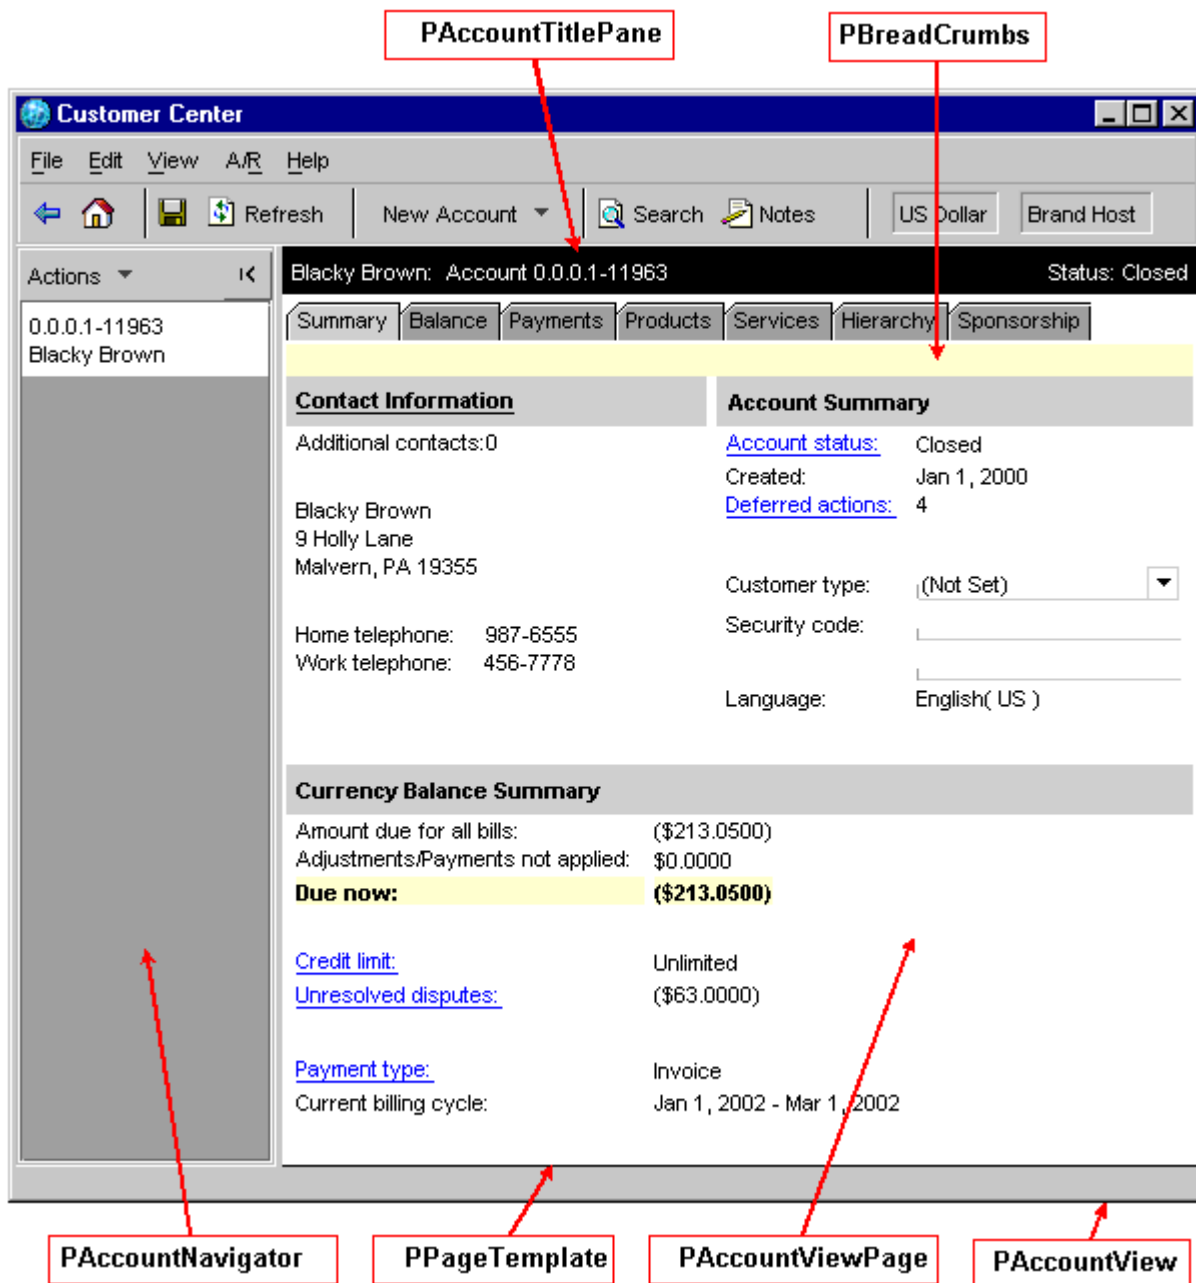 PAccountTitlePane PBreadCrumbs
Customer Center
File Edit View A/R Help
Refresh New Account Search Notes US Dollar Brand Host
Actions
0.0.0.1-11963
Blacky Brown
Blacky Brown: Account 0.0.0.1-11963 Status: Closed
Summary Balance Payments Products Services Hierarchy Sponsorship
Contact Information
Additional contacts:0
Blacky Brown
9 Holly Lane
Malvern, PA 19355
Home telephone: 987-6555
Work telephone: 456-7778
Account Summary
Account status: Closed
Created: Jan 1, 2000
Deferred actions: 4
Customer type: (Not Set)
Security code:
Language: English( US )
Currency Balance Summary
Amount due for all bills: ($213.0500)
Adjustments/Payments not applied: $0.0000
Due now: ($213.0500)
Credit limit: Unlimited
Unresolved disputes: ($63.0000)
Payment type: Invoice
Current billing cycle: Jan 1, 2002 - Mar 1, 2002
PAccountNavigator PPageTemplate PAccountViewPage PAccountView